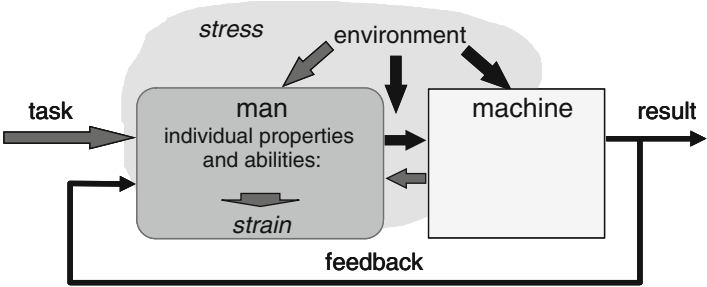 stress
environment
task
man
individual properties
and abilities:
strain
machine
result
feedback